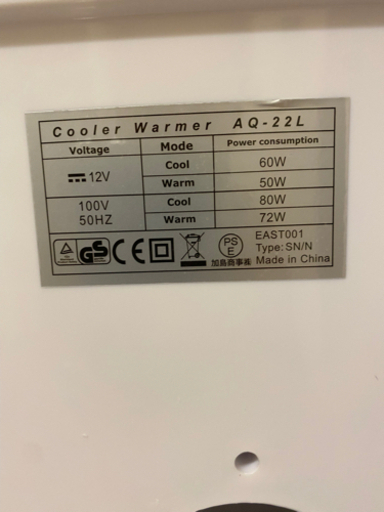 Cooler Warmer AQ-22L
Voltage Mode Power consumption
12V Cool 60W
Warm 50W
100V 50HZ Cool 80W
Warm 72W
GS CE PSE EAST001
Type: SN/N
加島商事㈱ Made in China